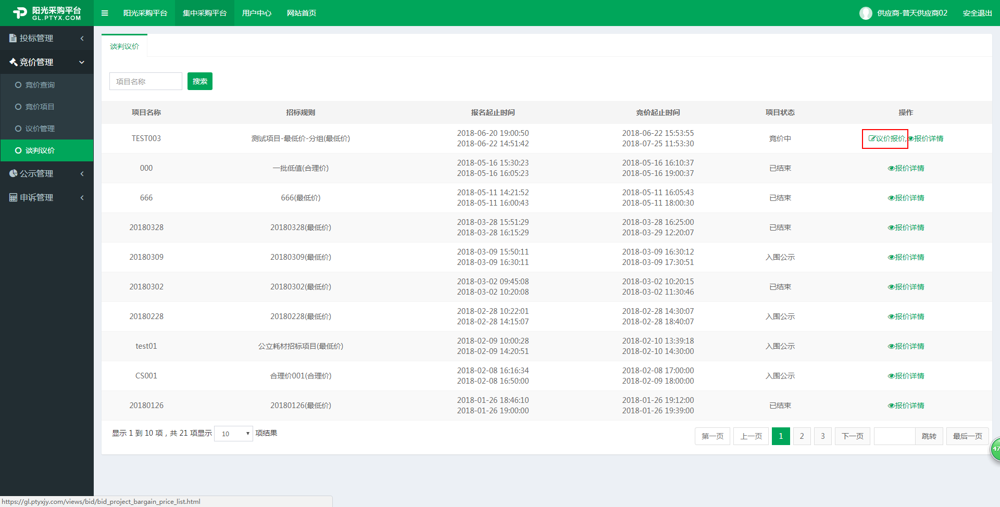 阳光采购平台
GL.PTYX.COM
阳光采购平台 集中采购平台 用户中心 网站首页
供应商-普天供应商02 安全退出
投标管理
竞价管理
竞价查询
竞价项目
议价管理
谈判议价
公示管理
申诉管理
谈判议价
项目名称 搜索
项目名称 招标规则 报名起止时间 竞价起止时间 项目状态 操作
TEST003 测试项目-最低价-分组(最低价) 2018-06-20 19:00:50 2018-06-22 15:53:55 竞价中 议价报价,报价详情
2018-06-22 14:51:42 2018-07-25 11:53:30
000 一批低值(合理价) 2018-05-16 15:30:23 2018-05-16 16:10:37 已结束 报价详情
2018-05-16 16:05:23 2018-05-16 19:00:37
666 666(最低价) 2018-05-11 14:21:52 2018-05-11 16:05:43 已结束 报价详情
2018-05-11 16:00:43 2018-05-11 18:00:30
20180328 20180328(最低价) 2018-03-28 15:51:29 2018-03-28 16:25:00 已结束 报价详情
2018-03-28 16:15:29 2018-03-29 12:20:07
20180309 20180309(最低价) 2018-03-09 15:50:11 2018-03-09 16:30:12 入围公示 报价详情
2018-03-09 16:30:11 2018-03-09 17:30:51
20180302 20180302(最低价) 2018-03-02 09:45:08 2018-03-02 10:20:15 已结束 报价详情
2018-03-02 10:20:08 2018-03-02 11:30:46
20180228 20180228(最低价) 2018-02-28 10:22:01 2018-02-28 14:30:07 入围公示 报价详情
2018-02-28 14:15:07 2018-02-28 18:40:07
test01 公立耗材招标项目(最低价) 2018-02-09 10:00:28 2018-02-10 13:39:18 入围公示 报价详情
2018-02-09 14:20:51 2018-02-10 14:30:00
CS001 合理价001(合理价) 2018-02-08 16:16:34 2018-02-08 17:00:00 入围公示 报价详情
2018-02-08 16:50:00 2018-02-09 18:00:00
20180126 20180126(最低价) 2018-01-26 18:46:10 2018-01-26 19:12:00 已结束 报价详情
2018-01-26 19:00:00 2018-01-26 19:39:00
显示 1 到 10 项，共 21 项显示 10 项结果
第一页 上一页 1 2 3 下一页 跳转 最后一页
47
https://gl.ptyxjy.com/views/bid/bid_project_bargain_price_list.html